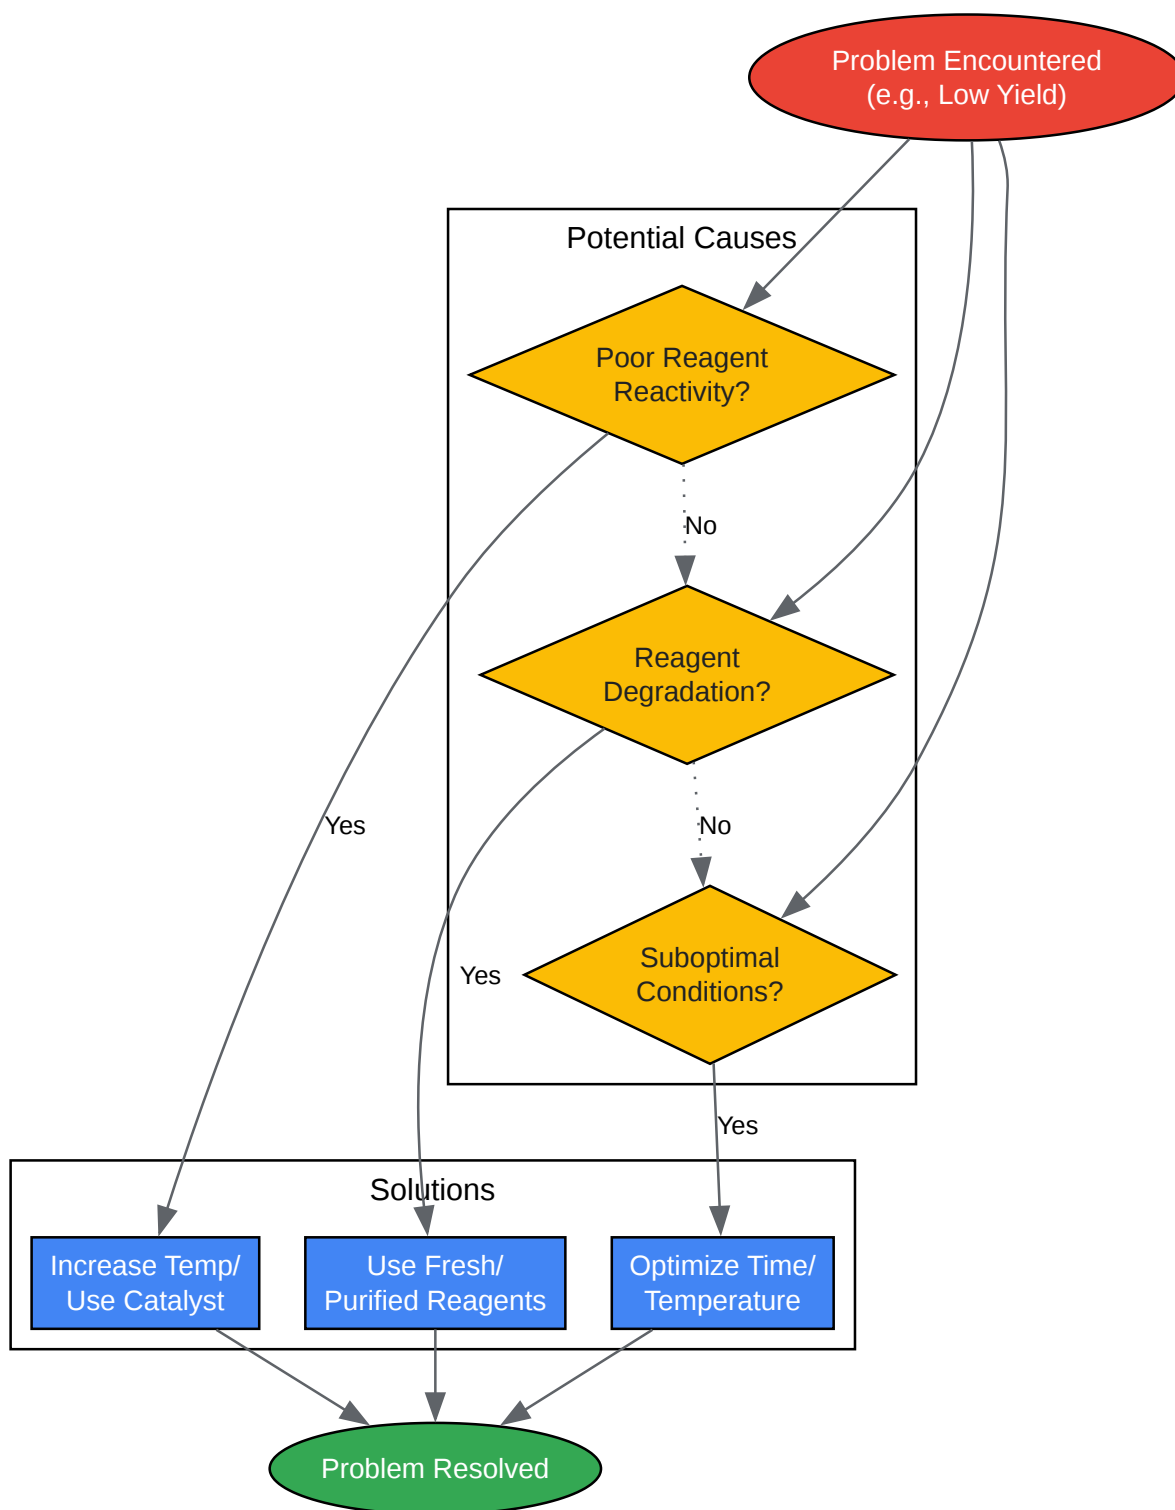 Problem Encountered
(e.g., Low Yield)
Potential Causes
Poor Reagent
Reactivity?
No
Reagent
Degradation?
Yes
No
Yes
Suboptimal
Conditions?
Yes
Solutions
Increase Temp/
Use Catalyst
Use Fresh/
Purified Reagents
Optimize Time/
Temperature
Problem Resolved